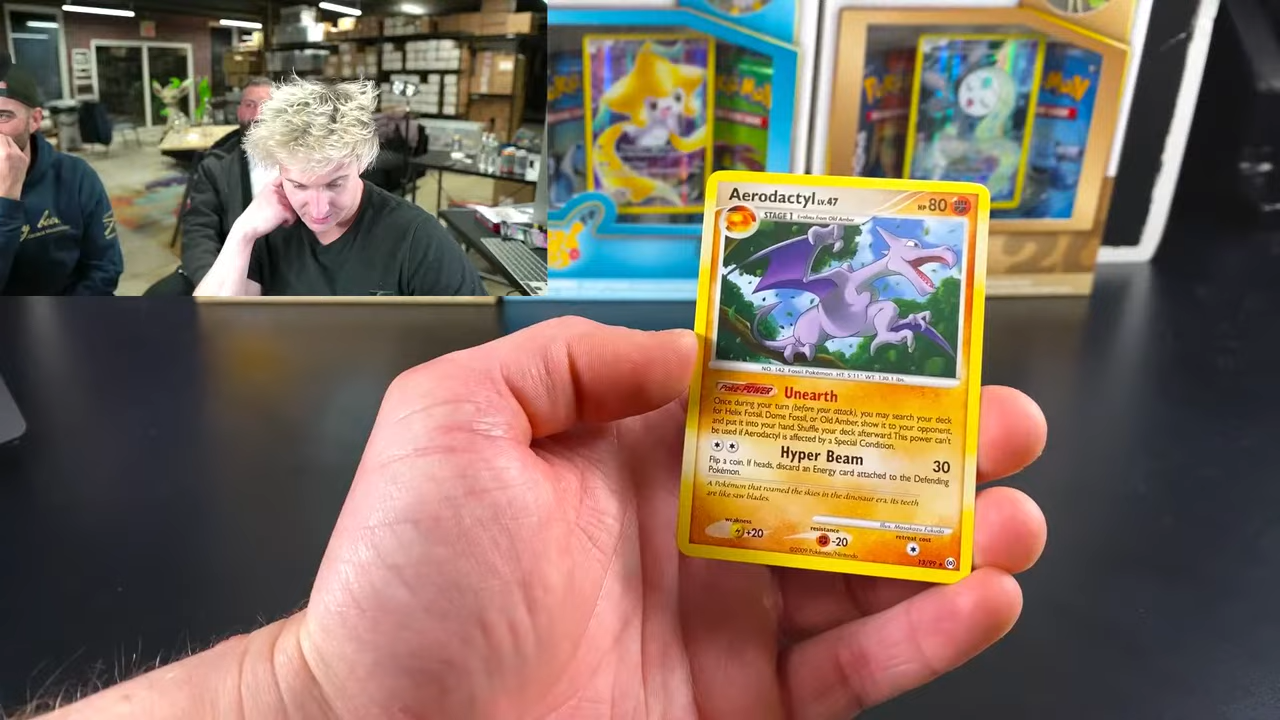 POKéMON
POKéMON
POKéMON
Aerodactyl LV.47
HP 80
STAGE 1 Evolves from Old Amber
NO. 142 Fossil Pokémon HT: 5'11" WT: 130.1 lbs.
Poké-POWER Unearth
Once during your turn (before your attack), you may search your deck
for Helix Fossil, Dome Fossil, or Old Amber, show it to your opponent,
and put it into your hand. Shuffle your deck afterward. This power can't
be used if Aerodactyl is affected by a Special Condition.
Hyper Beam 30
Flip a coin. If heads, discard an Energy card attached to the Defending
Pokémon.
A Pokémon that roamed the skies in the dinosaur era. Its teeth
are like saw blades.
Illus. Masakazu Fukuda
weakness
+20
resistance
-20
retreat cost
©2009 Pokémon/Nintendo
13/99